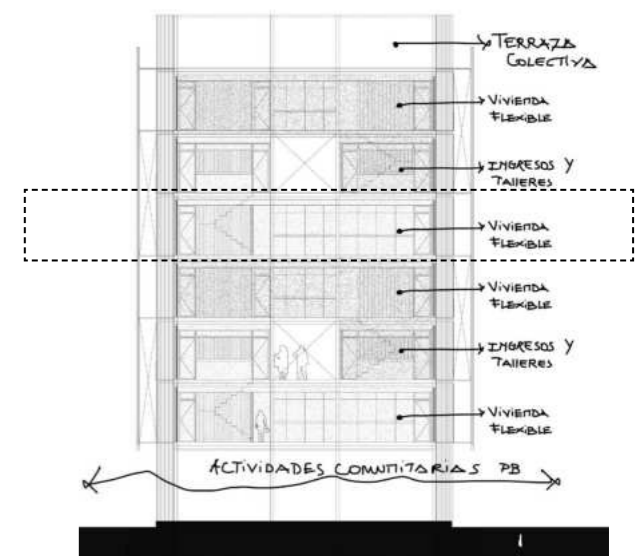 TERRAZA
COLECTIVA
VIVIENDA
FLEXIBLE
INGRESOS Y
TALLERES
VIVIENDA
FLEXIBLE
VIVIENDA
FLEXIBLE
INGRESOS Y
TALLERES
VIVIENDA
FLEXIBLE
ACTIVIDADES COMUNITARIAS PB